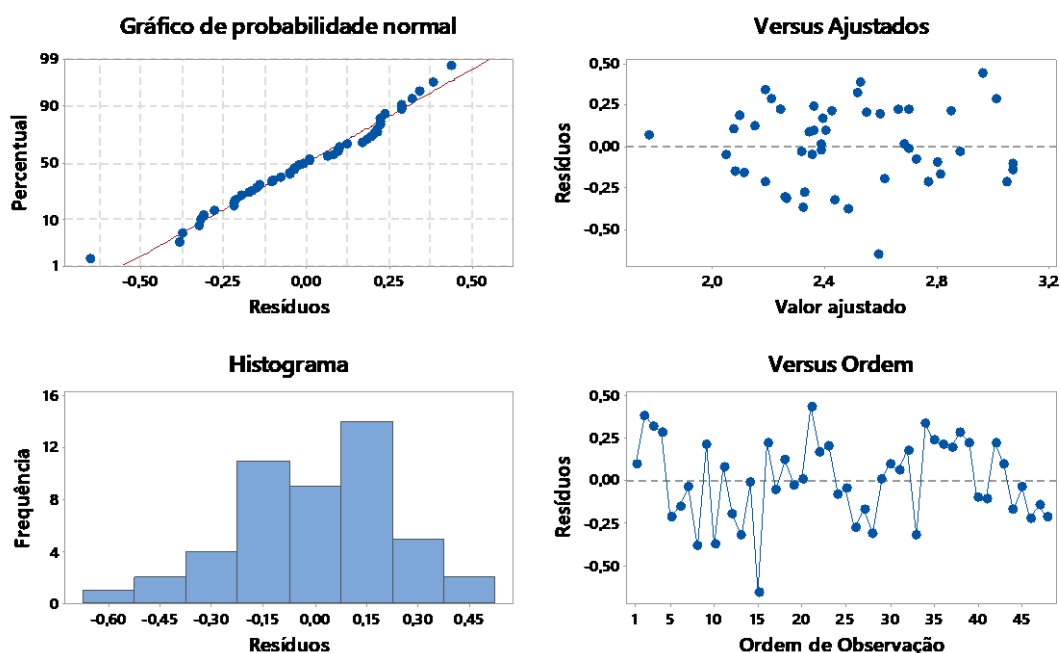 Gráfico de probabilidade normal
99
90
50
10
1
Percentual
-0,50 -0,25 0,00 0,25 0,50
Resíduos
Versus Ajustados
0,50
0,25
0,00
-0,25
-0,50
Resíduos
2,0 2,4 2,8 3,2
Valor ajustado
Histograma
16
12
8
4
0
Frequência
-0,60 -0,45 -0,30 -0,15 0,00 0,15 0,30 0,45
Resíduos
Versus Ordem
0,50
0,25
0,00
-0,25
-0,50
Resíduos
1 5 10 15 20 25 30 35 40 45
Ordem de Observação